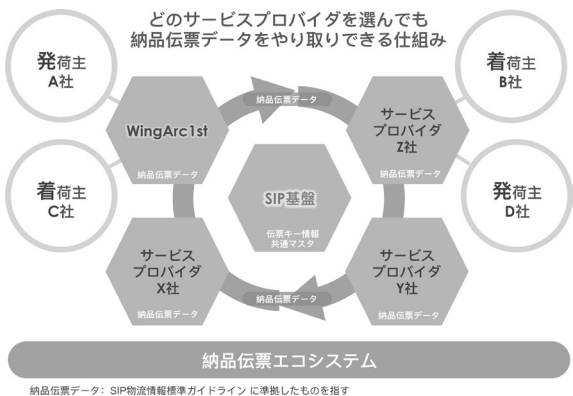 どのサービスプロバイダを選んでも
納品伝票データをやり取りできる仕組み
発荷主
A社
着荷主
B社
着荷主
C社
発荷主
D社
WingArc1st
納品伝票データ
納品伝票データ
サービス
プロバイダ
Z社
納品伝票データ
SIP基盤
伝票キー情報
共通マスタ
サービス
プロバイダ
X社
納品伝票データ
納品伝票データ
サービス
プロバイダ
Y社
納品伝票データ
納品伝票エコシステム
納品伝票データ: SIP物流情報標準ガイドライン に準拠したものを指す